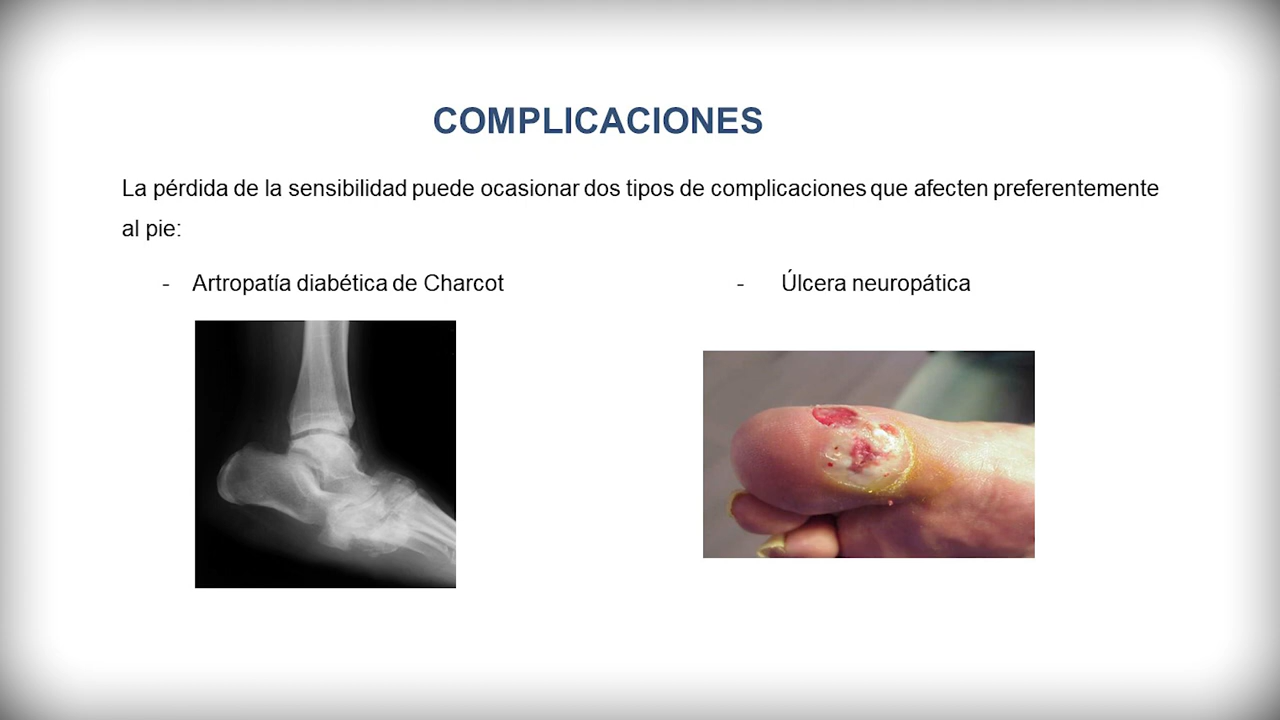 COMPLICACIONES
La pérdida de la sensibilidad puede ocasionar dos tipos de complicaciones que afecten preferentemente
al pie:
- Artropatía diabética de Charcot
- Úlcera neuropática